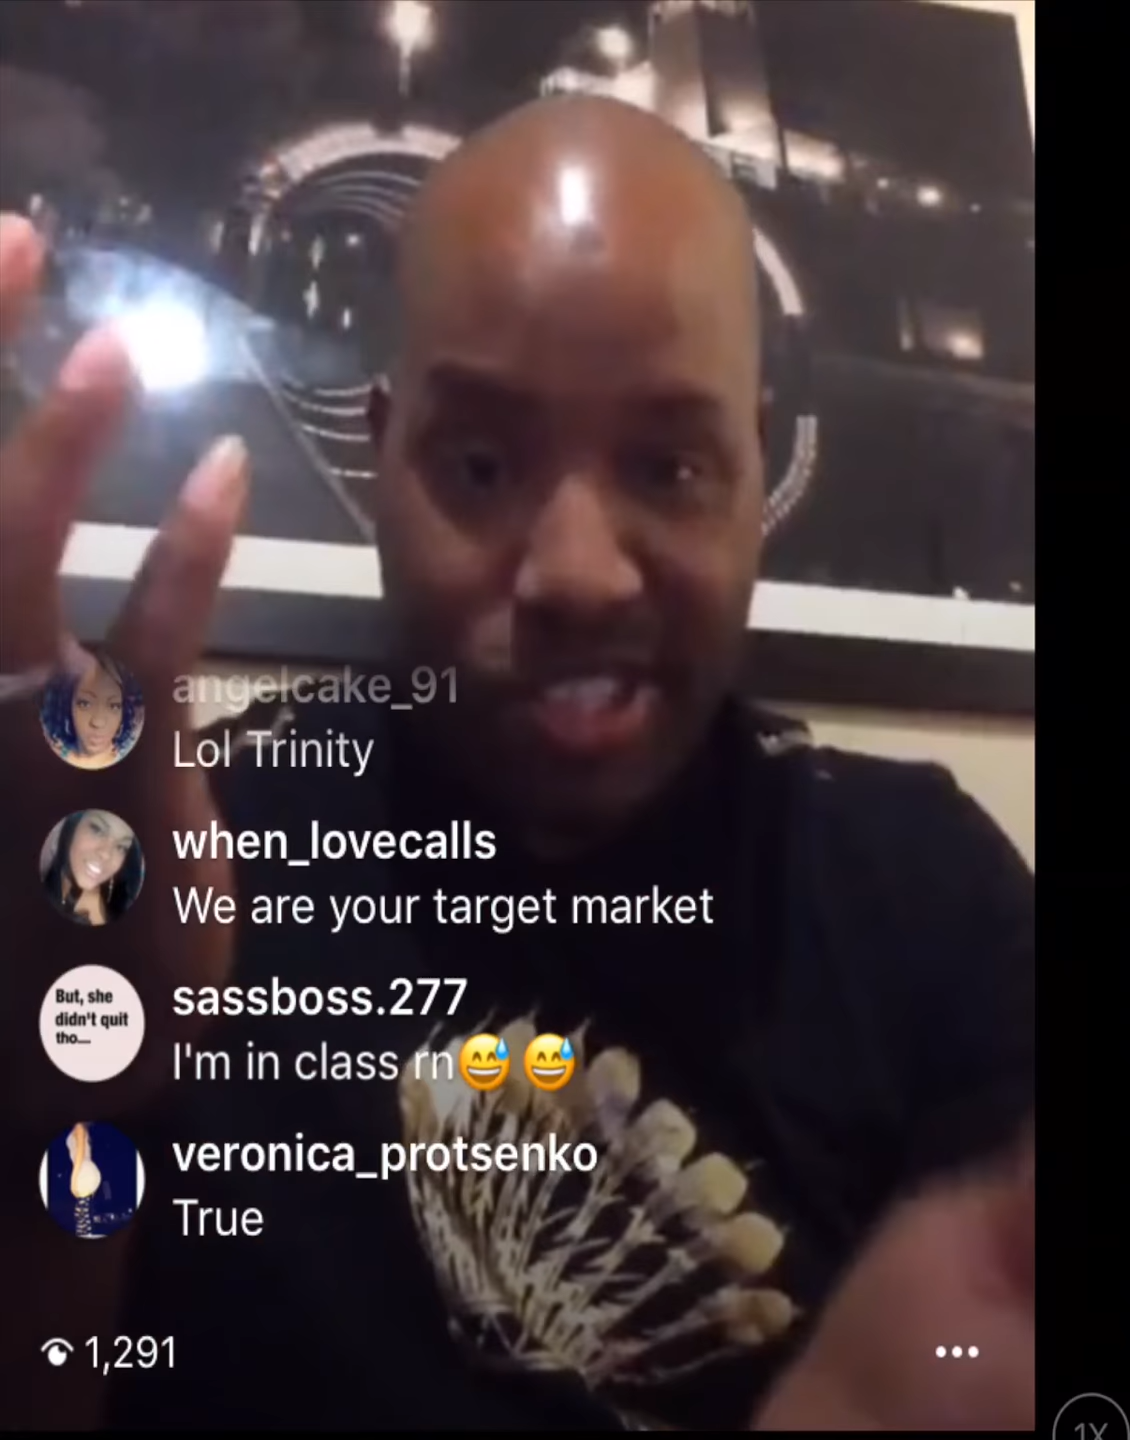 angelcake_91
Lol Trinity
when_lovecalls
We are your target market
But, she
didn't quit
tho....
sassboss.277
I'm in class rn😅😅
veronica_protsenko
True
1,291
1X